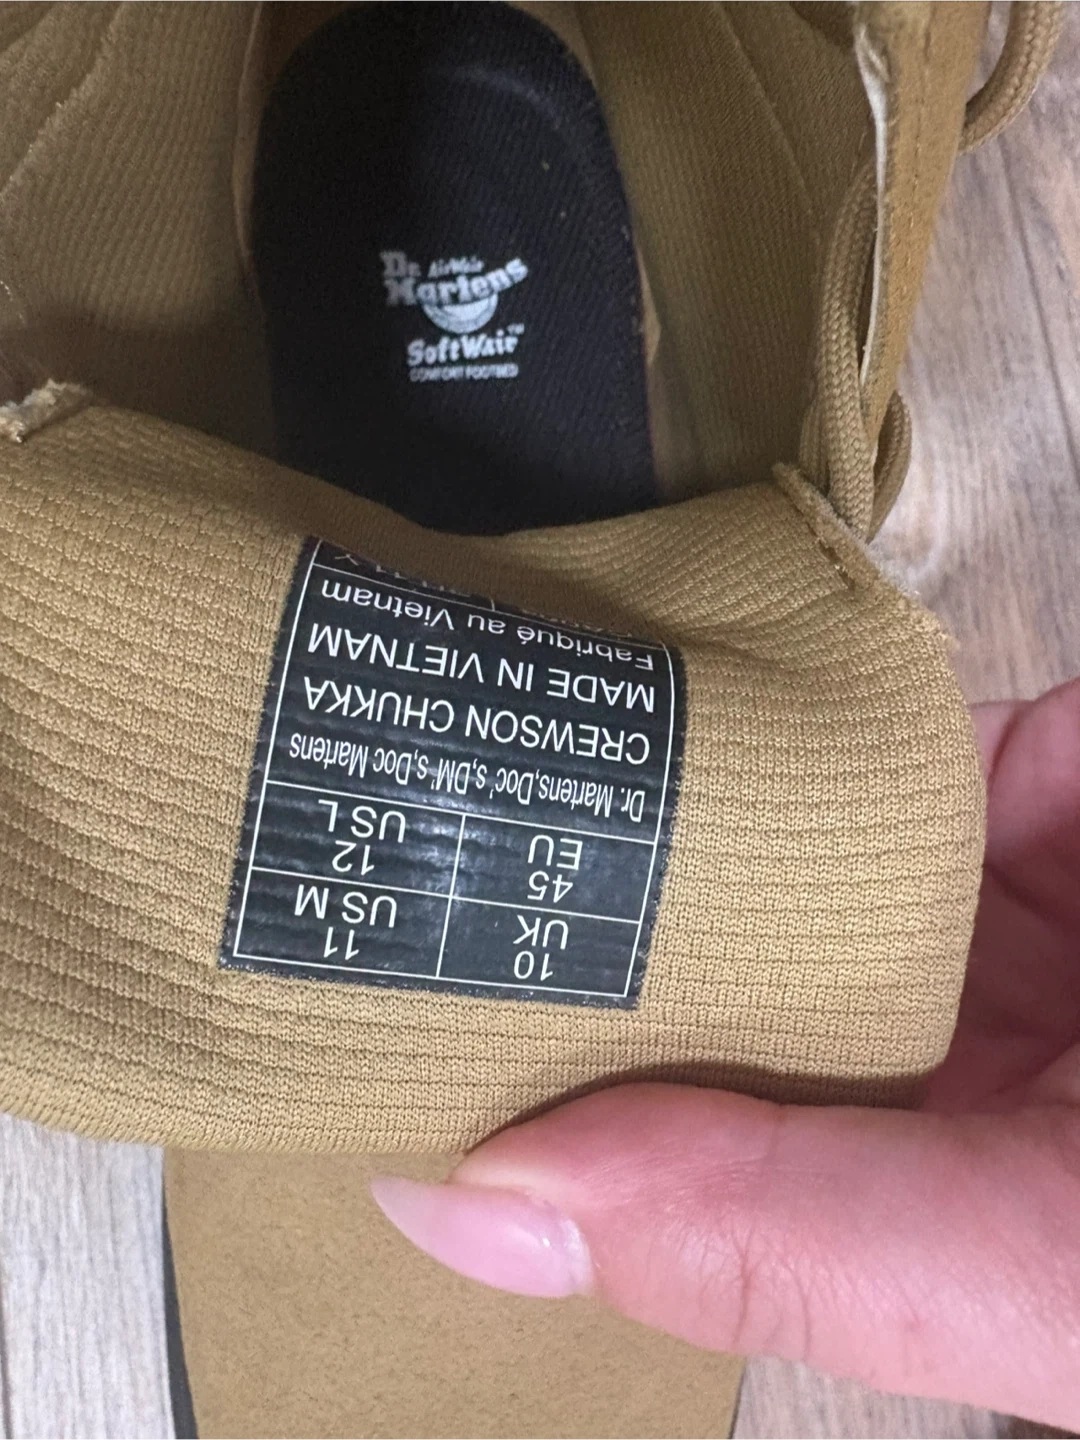 Dr. AirWair
Martens
SoftWair™
COMFORT FOOTBED
10 11
UK US M
45 12
EU US L
Dr. Martens,Doc's,DM's,Doc Martens
CREWSON CHUKKA
MADE IN VIETNAM
Fabriqué au Vietnam